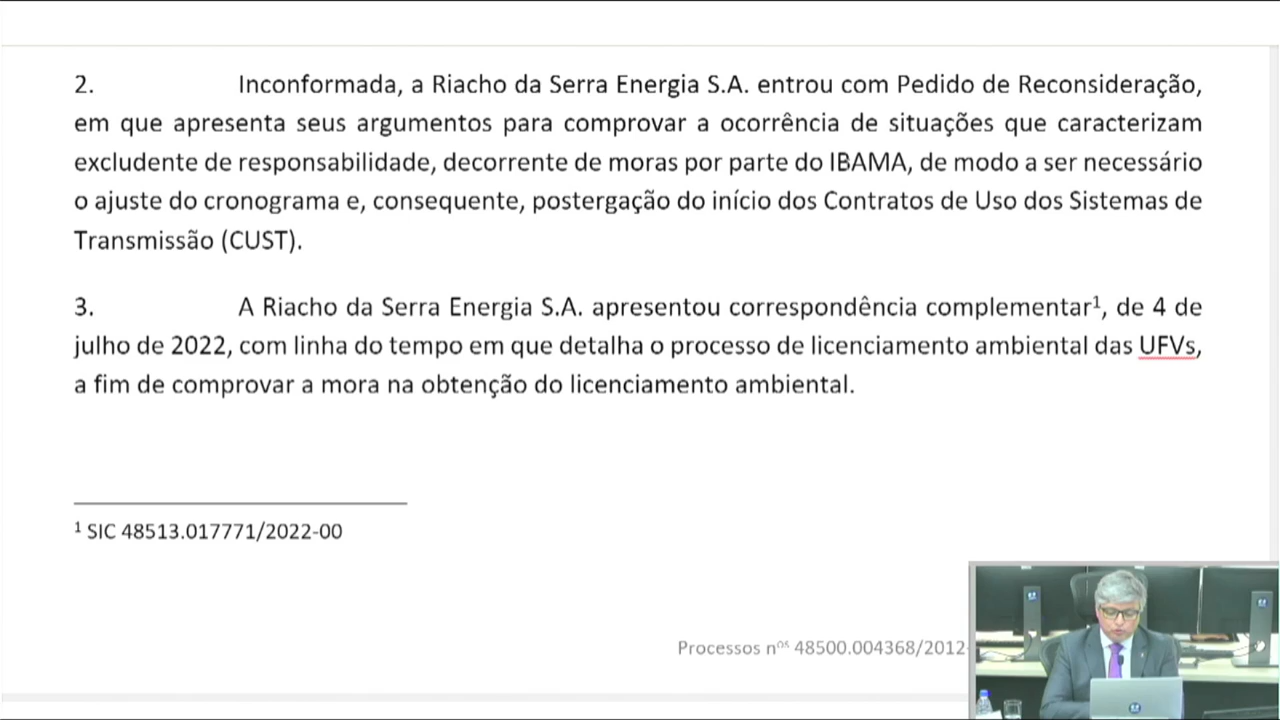 2. Inconformada, a Riacho da Serra Energia S.A. entrou com Pedido de Reconsideração,
em que apresenta seus argumentos para comprovar a ocorrência de situações que caracterizam
excludente de responsabilidade, decorrente de moras por parte do IBAMA, de modo a ser necessário
o ajuste do cronograma e, consequente, postergação do início dos Contratos de Uso dos Sistemas de
Transmissão (CUST).
3. A Riacho da Serra Energia S.A. apresentou correspondência complementar¹, de 4 de
julho de 2022, com linha do tempo em que detalha o processo de licenciamento ambiental das UFVs,
a fim de comprovar a mora na obtenção do licenciamento ambiental.
¹ SIC 48513.017771/2022-00
Processos nºˢ 48500.004368/2012-